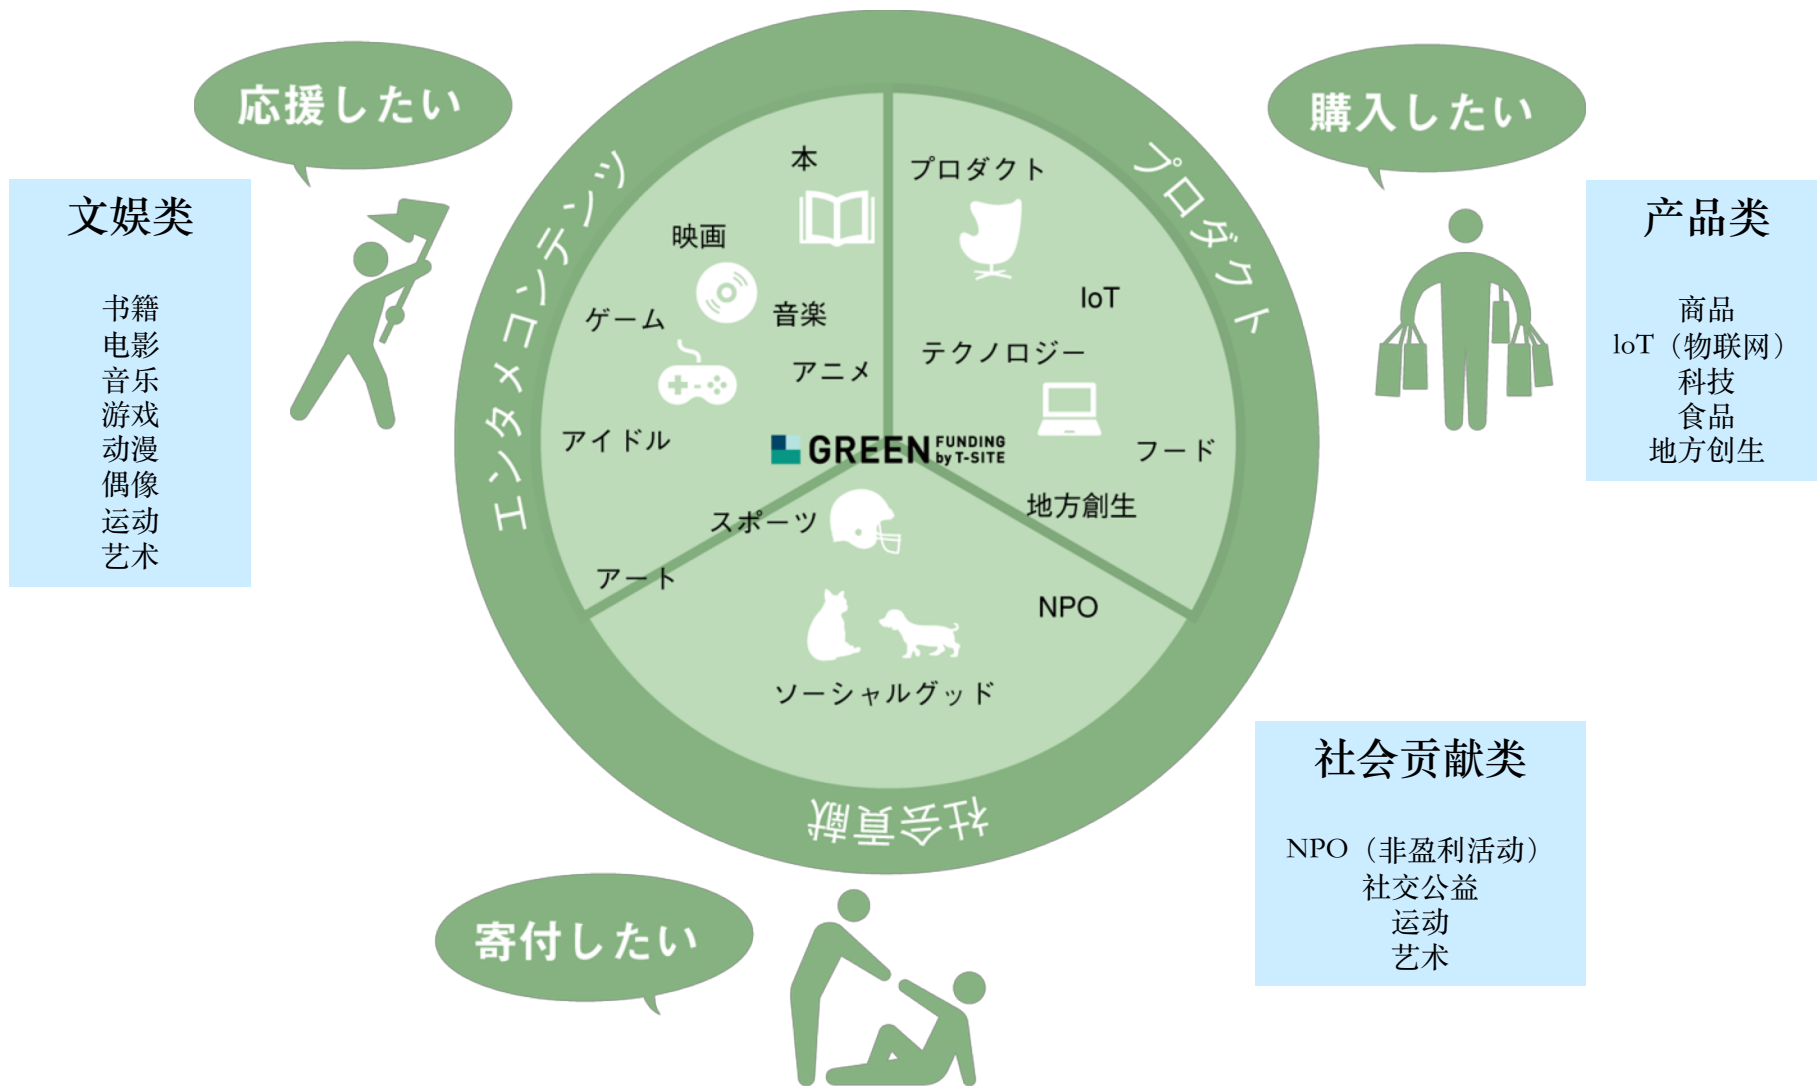 応援したい
購入したい
文娱类
书籍
电影
音乐
游戏
动漫
偶像
运动
艺术
エンタメコンテンツ
プロダクト
本
映画
ゲーム
音楽
アニメ
アイドル
スポーツ
アート
プロダクト
IoT
テクノロジー
フード
地方創生
GREEN FUNDING
by T-SITE
NPO
ソーシャルグッド
社会貢献
产品类
商品
loT（物联网）
科技
食品
地方创生
社会贡献类
NPO（非盈利活动）
社交公益
运动
艺术
寄付したい